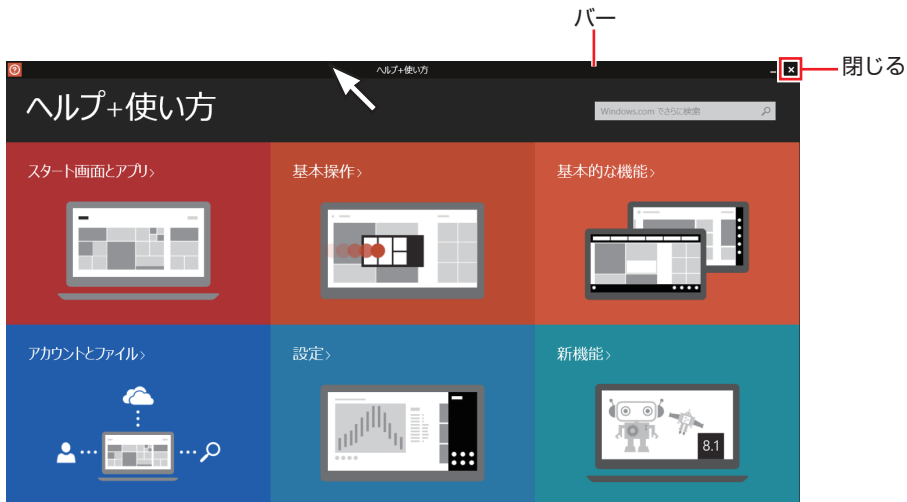 バー
閉じる
ヘルプ+使い方
ヘルプ+使い方
Windows.com でさらに検索
スタート画面とアプリ>
基本操作>
基本的な機能>
アカウントとファイル>
設定>
新機能>
8.1